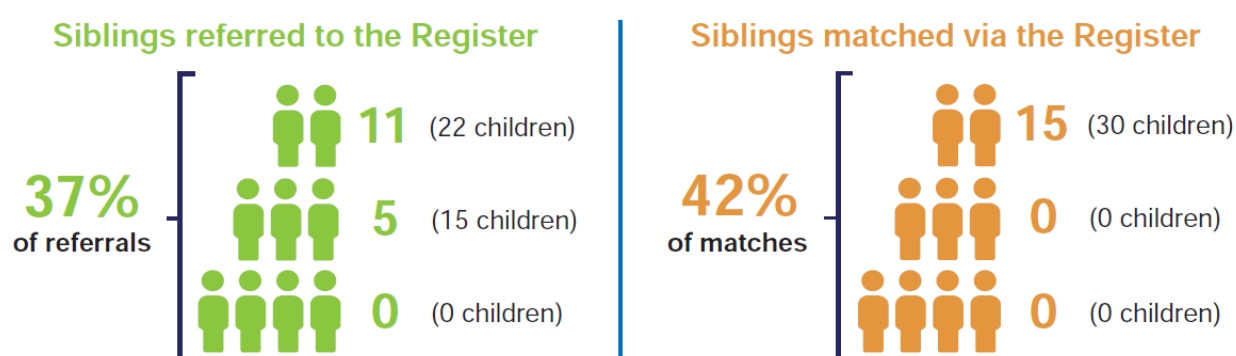 Siblings referred to the Register
37%
of referrals
11 (22 children)
5 (15 children)
0 (0 children)
Siblings matched via the Register
42%
of matches
15 (30 children)
0 (0 children)
0 (0 children)